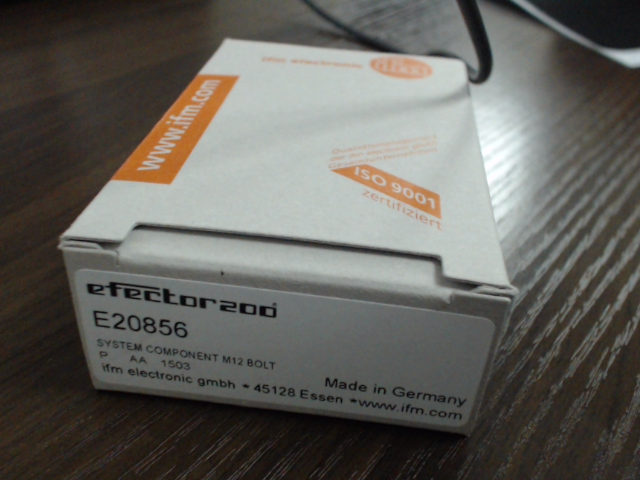 ifm electronic
www.ifm.com
ISO 9001
zertifiziert
efector200
E20856
SYSTEM COMPONENT M12 BOLT
P AA 1503
Made in Germany
ifm electronic gmbh * 45128 Essen *www.ifm.com